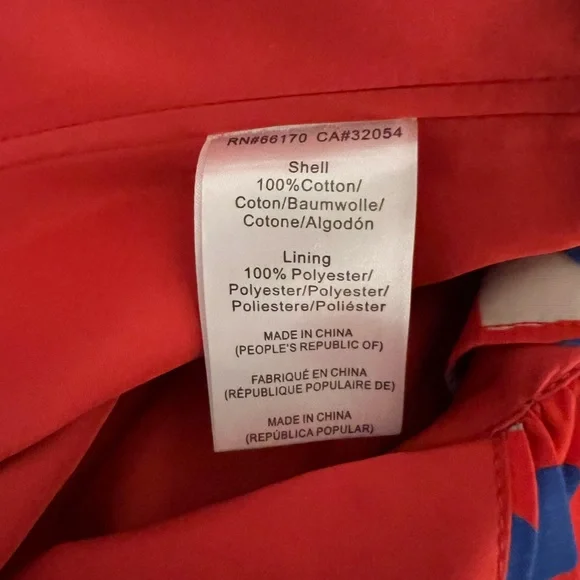 RN#66170 CA#32054
Shell
100%Cotton/
Coton/Baumwolle/
Cotone/Algodón
Lining
100% Polyester/
Polyester/Polyester/
Poliestere/Poliéster
MADE IN CHINA
(PEOPLE'S REPUBLIC OF)
FABRIQUÉ EN CHINA
(RÉPUBLIQUE POPULAIRE DE)
MADE IN CHINA
(REPÚBLICA POPULAR)